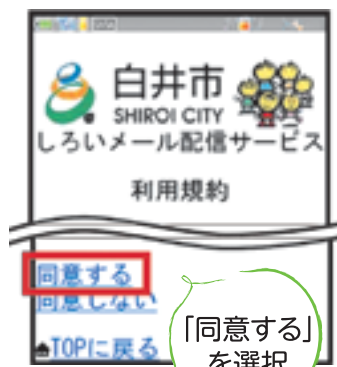 白井市
SHIROI CITY
しろいメール配信サービス
利用規約
同意する
同意しない
▲TOPに戻る
「同意する」
を選択